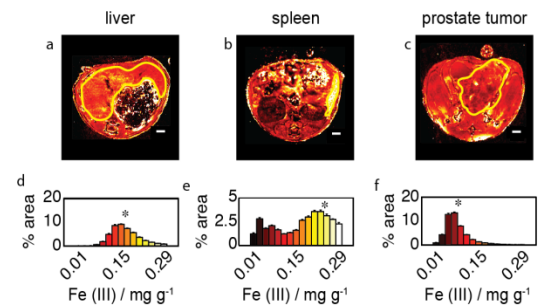 liver
spleen
prostate tumor
a
b
c
d
e
f
% area
20
10
0
*
0.01
0.15
0.29
Fe (III) / mg g-1
% area
5
2.5
0
*
0.01
0.15
0.29
Fe (III) / mg g-1
% area
20
10
0
*
0.01
0.15
0.29
Fe (III) / mg g-1